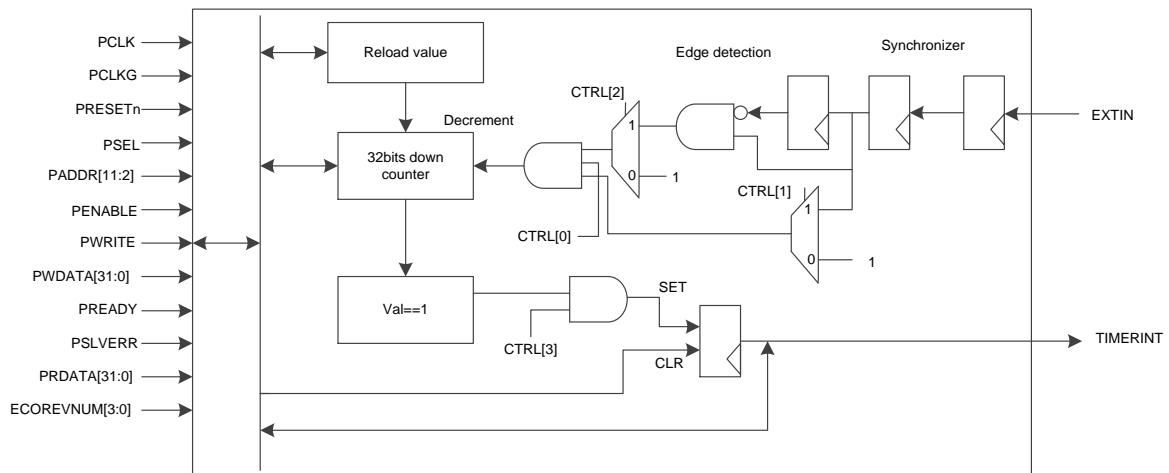 PCLK
PCLKG
PRESETn
PSEL
PADDR[11:2]
PENABLE
PWRITE
PWDATA[31:0]
PREADY
PSLVERR
PRDATA[31:0]
ECOREVNUM[3:0]
Reload value
Decrement
32bits down
counter
Val==1
Edge detection
Synchronizer
CTRL[2]
1
0
1
CTRL[0]
CTRL[1]
1
0
1
CTRL[3]
SET
CLR
EXTIN
TIMERINT